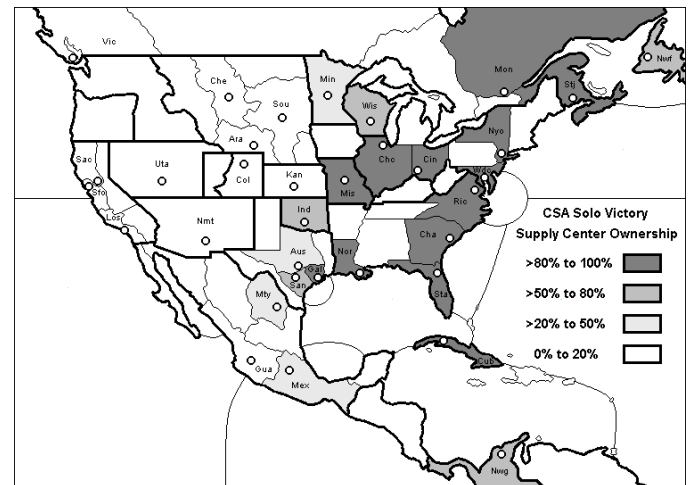 Vic
Mon
Stj
Nwf
Che
Min
Sou
Wis
Nyo
Ara
Sac
Uta
Col
Kan
Chc
Cin
Wdc
Sfo
Mis
Ric
Los
Nmt
Ind
Cha
Aus
Nor
Gal
San
Sta
Mty
Gua
Mex
Cub
Nwg
CSA Solo Victory
Supply Center Ownership
>80% to 100%
>50% to 80%
>20% to 50%
0% to 20%